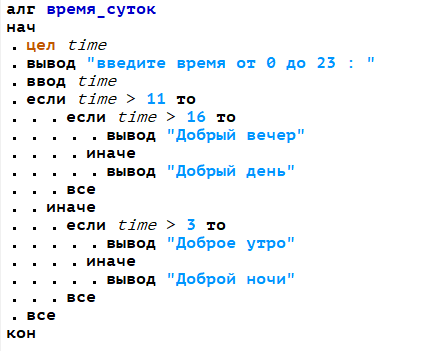 алг время_суток
нач
. цел time
. вывод "введите время от 0 до 23 : "
. ввод time
. если time > 11 то
. . . если time > 16 то
. . . . . вывод "Добрый вечер"
. . . . иначе
. . . . . вывод "Добрый день"
. . . все
. . иначе
. . . если time > 3 то
. . . . . вывод "Доброе утро"
. . . . иначе
. . . . . вывод "Доброй ночи"
. . . все
. все
кон